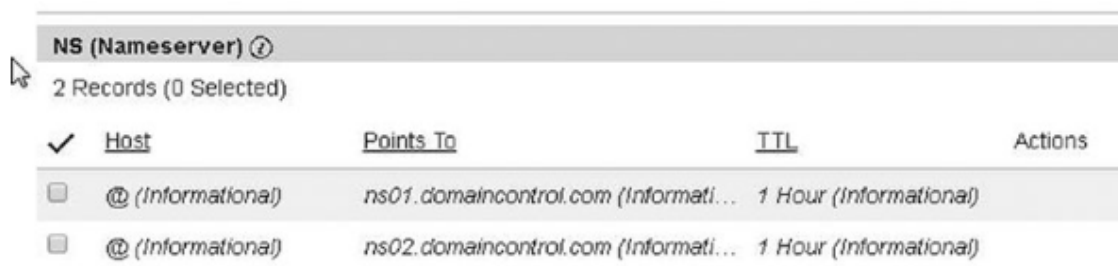 NS (Nameserver)
2 Records (0 Selected)
✓ Host Points To TTL Actions
@ (Informational) ns01.domaincontrol.com (Informati... 1 Hour (Informational)
@ (Informational) ns02.domaincontrol.com (Informati... 1 Hour (Informational)